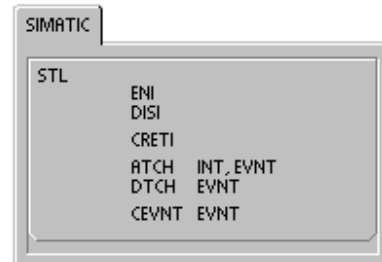 SIMATIC
STL
ENI
DISI
CRETI
ATCH INT, EVNT
DTCH EVNT
CEVNT EVNT